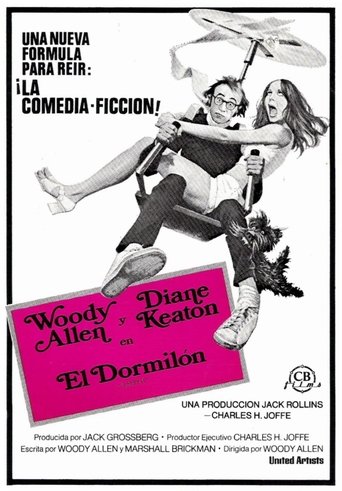 UNA NUEVA
FORMULA
PARA REIR:
¡LA
COMEDIA-FICCION!
Woody Diane
Allen y Keaton
en
El Dormilón
CB
films
UNA PRODUCCION JACK ROLLINS
—CHARLES H. JOFFE
Producida por JACK GROSSBERG • Productor Ejecutivo CHARLES H. JOFFE
Escrita por WOODY ALLEN y MARSHALL BRICKMAN • Dirigida por WOODY ALLEN
United Artists